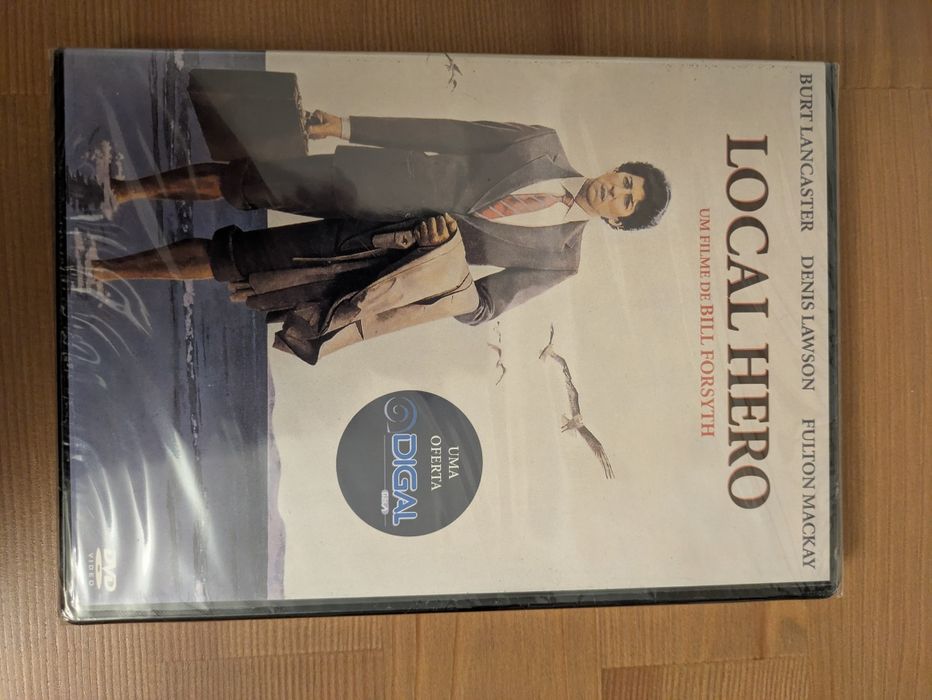 BURT LANCASTER DENIS LAWSON FULTON MACKAY
LOCAL HERO
UM FILME DE BILL FORSYTH
UMA
OFERTA
DIGAL
DVD
VIDEO